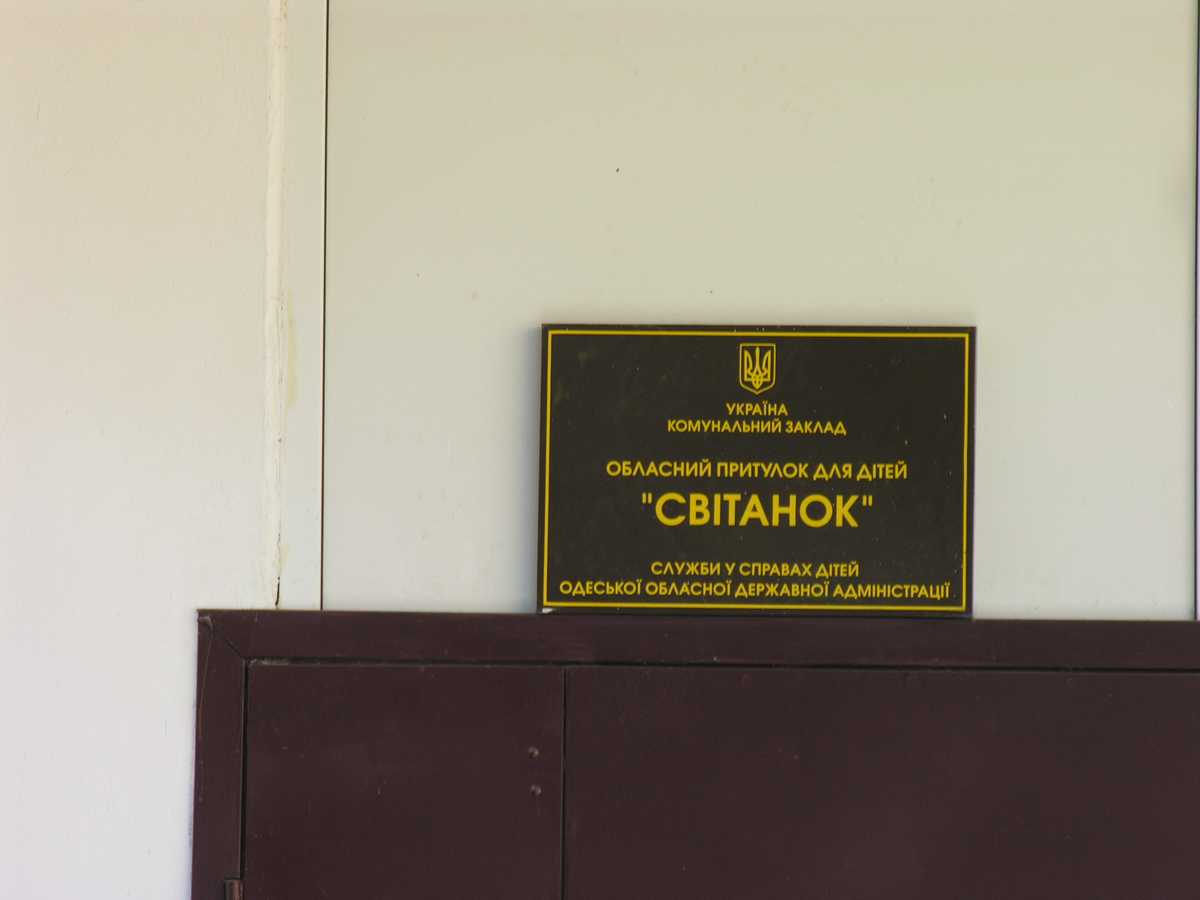 УКРАЇНА
КОМУНАЛЬНИЙ ЗАКЛАД
ОБЛАСНИЙ ПРИТУЛОК ДЛЯ ДІТЕЙ
"СВІТАНОК"
СЛУЖБИ У СПРАВАХ ДІТЕЙ
ОДЕСЬКОЇ ОБЛАСНОЇ ДЕРЖАВНОЇ АДМІНІСТРАЦІЇ